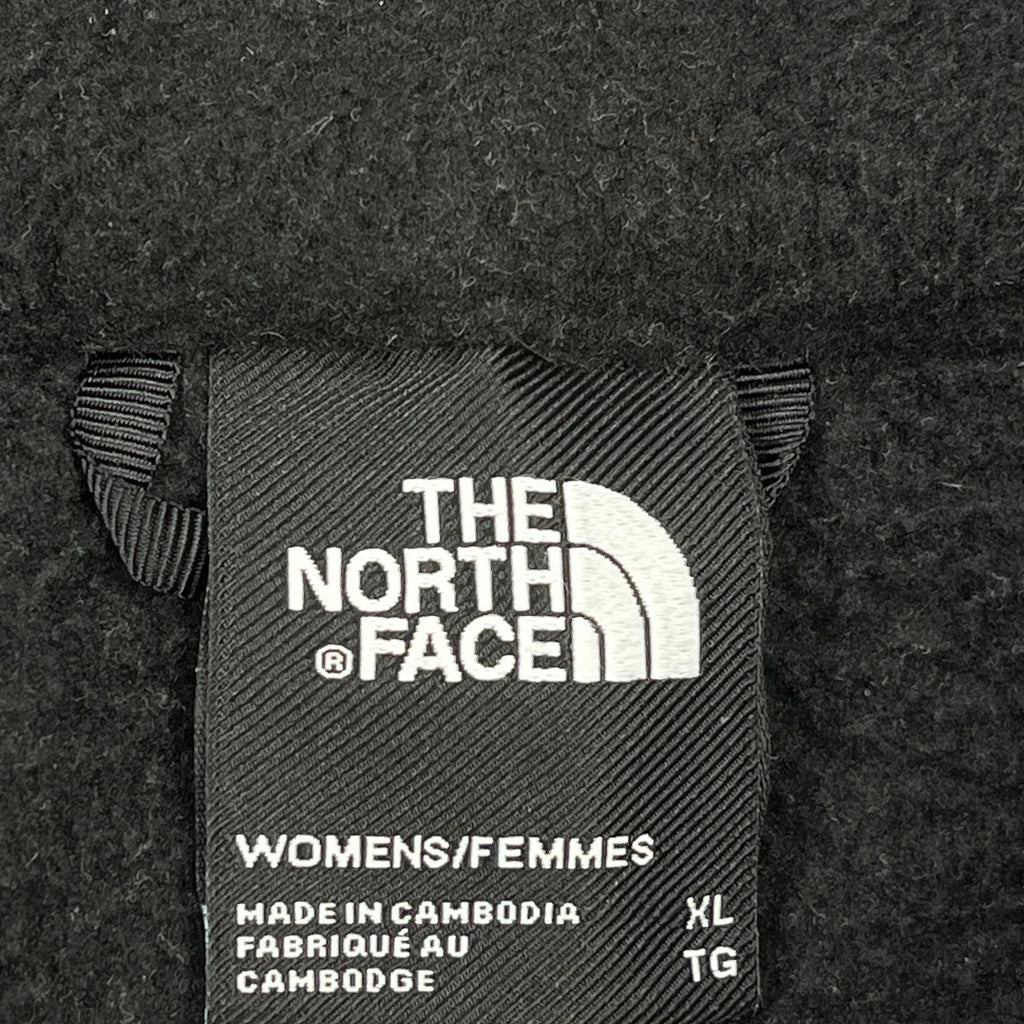 THE
NORTH
®FACE
WOMENS/FEMMES
MADE IN CAMBODIA XL
FABRIQUÉ AU TG
CAMBODGE